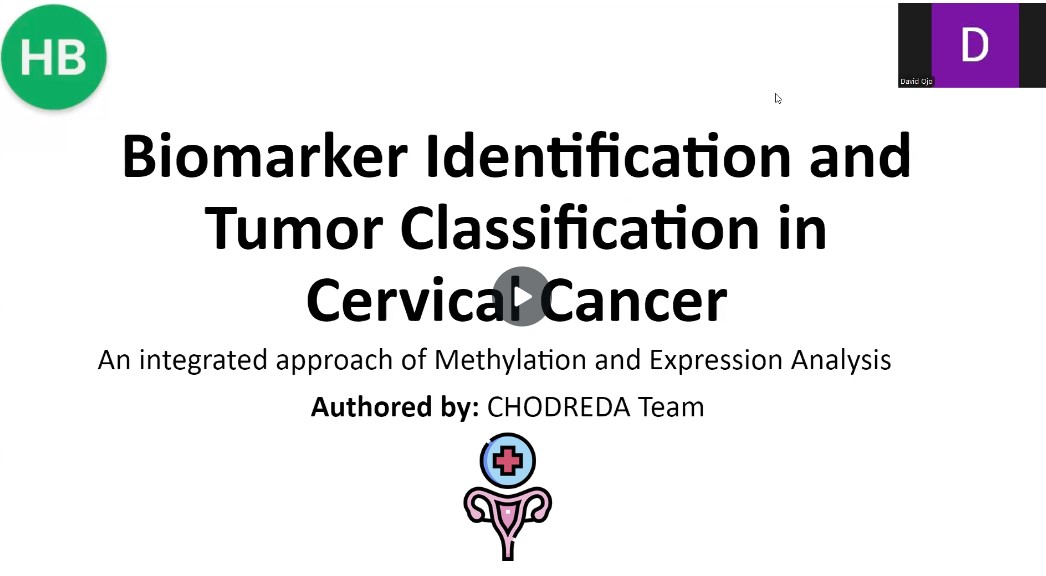 HB
D
David Ojo
Biomarker Identification and
Tumor Classification in
Cervical Cancer
An integrated approach of Methylation and Expression Analysis
Authored by: CHODREDA Team